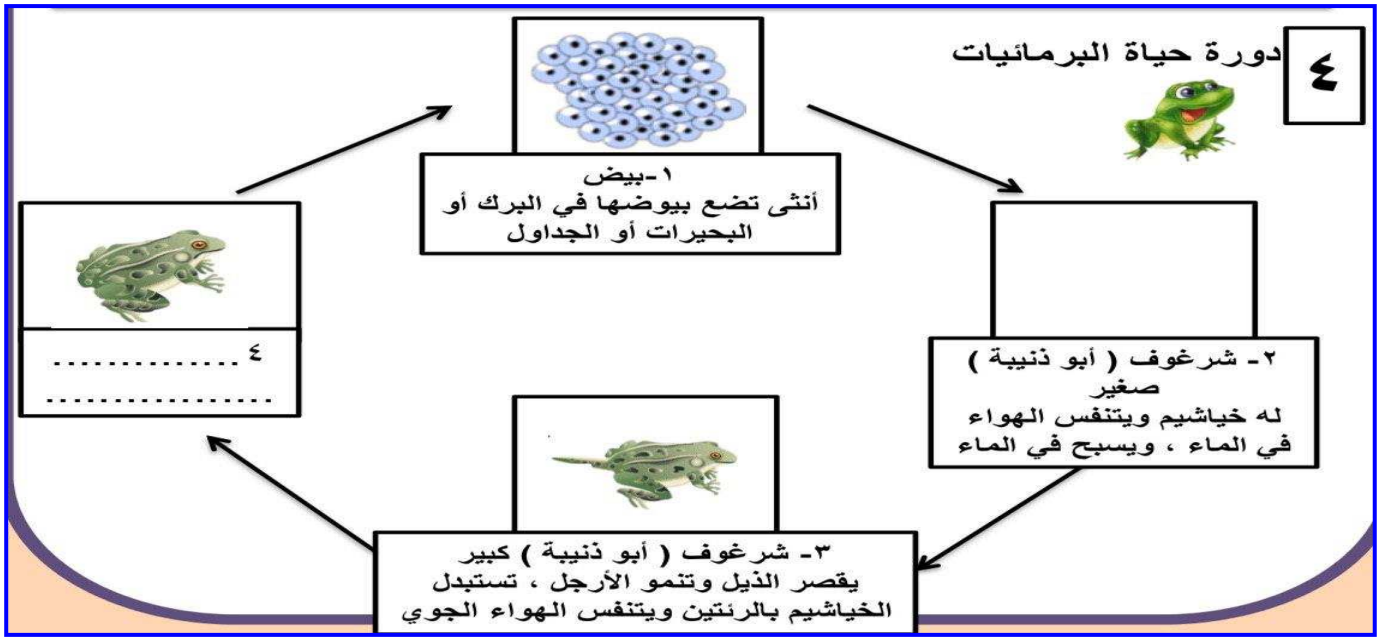 ٤
دورة حياة البرمائيات
١-بيض
أنثى تضع بيوضها في البرك أو
البحيرات أو الجداول
٢- شرغوف ( أبو ذنيبة )
صغير
له خياشيم ويتنفس الهواء
في الماء ، ويسبح في الماء
٣- شرغوف ( أبو ذنيبة ) كبير
يقصر الذيل وتنمو الأرجل ، تستبدل
الخياشيم بالرئتين ويتنفس الهواء الجوي
٤ ..............
.................